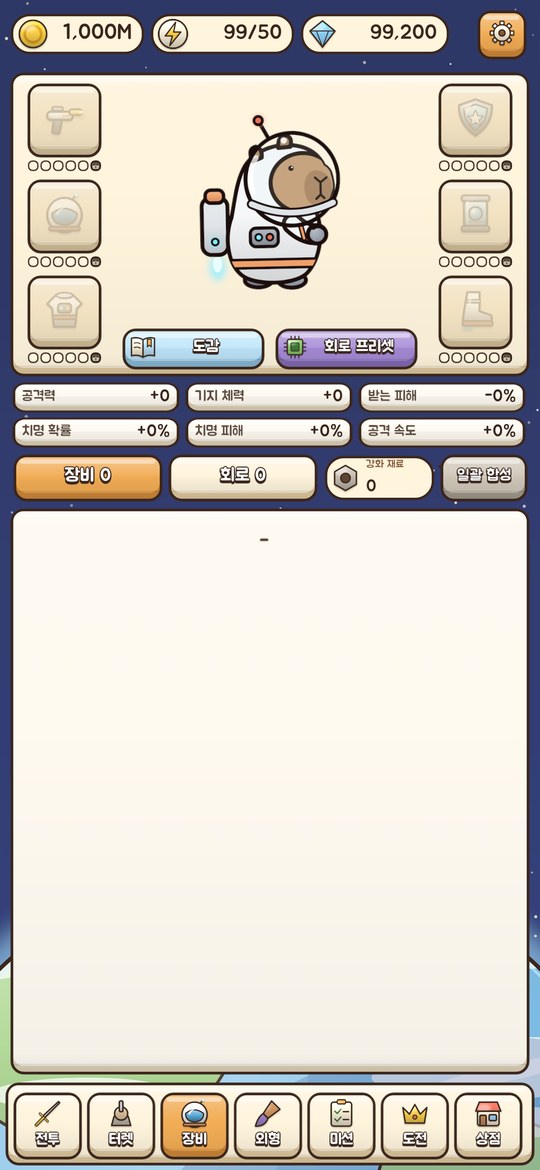 1,000M
99/50
99,200
도감
회로 프리셋
공격력 +0
기지 체력 +0
받는 피해 -0%
치명 확률 +0%
치명 피해 +0%
공격 속도 +0%
장비 0
회로 0
강화 재료
0
일괄 합성
-
전투
터렛
장비
외형
미션
도전
상점